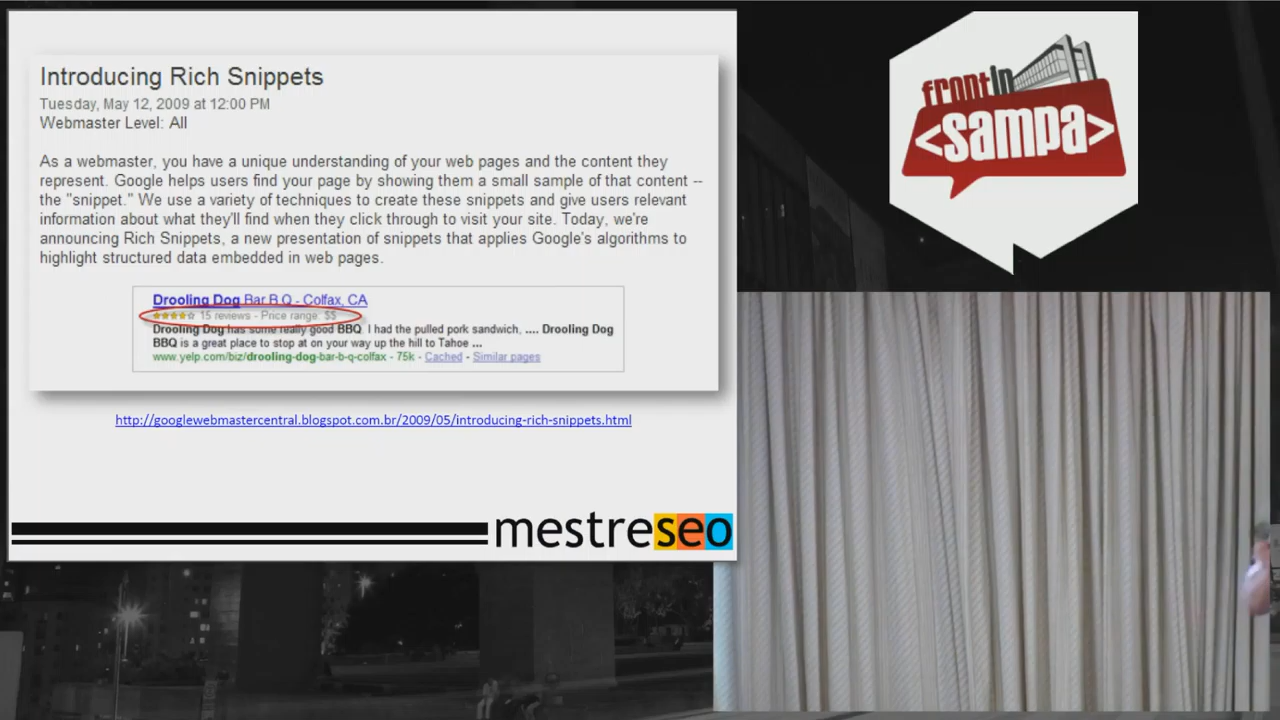 Introducing Rich Snippets
Tuesday, May 12, 2009 at 12:00 PM
Webmaster Level: All
As a webmaster, you have a unique understanding of your web pages and the content they
represent. Google helps users find your page by showing them a small sample of that content --
the "snippet." We use a variety of techniques to create these snippets and give users relevant
information about what they'll find when they click through to visit your site. Today, we're
announcing Rich Snippets, a new presentation of snippets that applies Google's algorithms to
highlight structured data embedded in web pages.
Drooling Dog Bar B Q - Colfax, CA
15 reviews - Price range: $$
Drooling Dog has some really good BBQ. I had the pulled pork sandwich, .... Drooling Dog
BBQ is a great place to stop at on your way up the hill to Tahoe ...
www.yelp.com/biz/drooling-dog-bar-b-q-colfax - 75k - Cached - Similar pages
http://googlewebmastercentral.blogspot.com.br/2009/05/introducing-rich-snippets.html
mestreseo
frontin
<sampa>